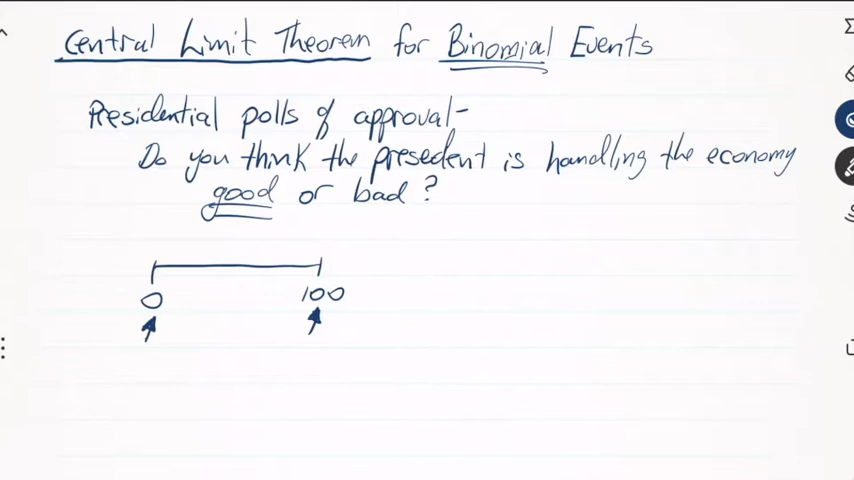 Central Limit Theorem for Binomial Events
Presidential polls of approval-
Do you think the presedent is handling the economy
good or bad?
0 100